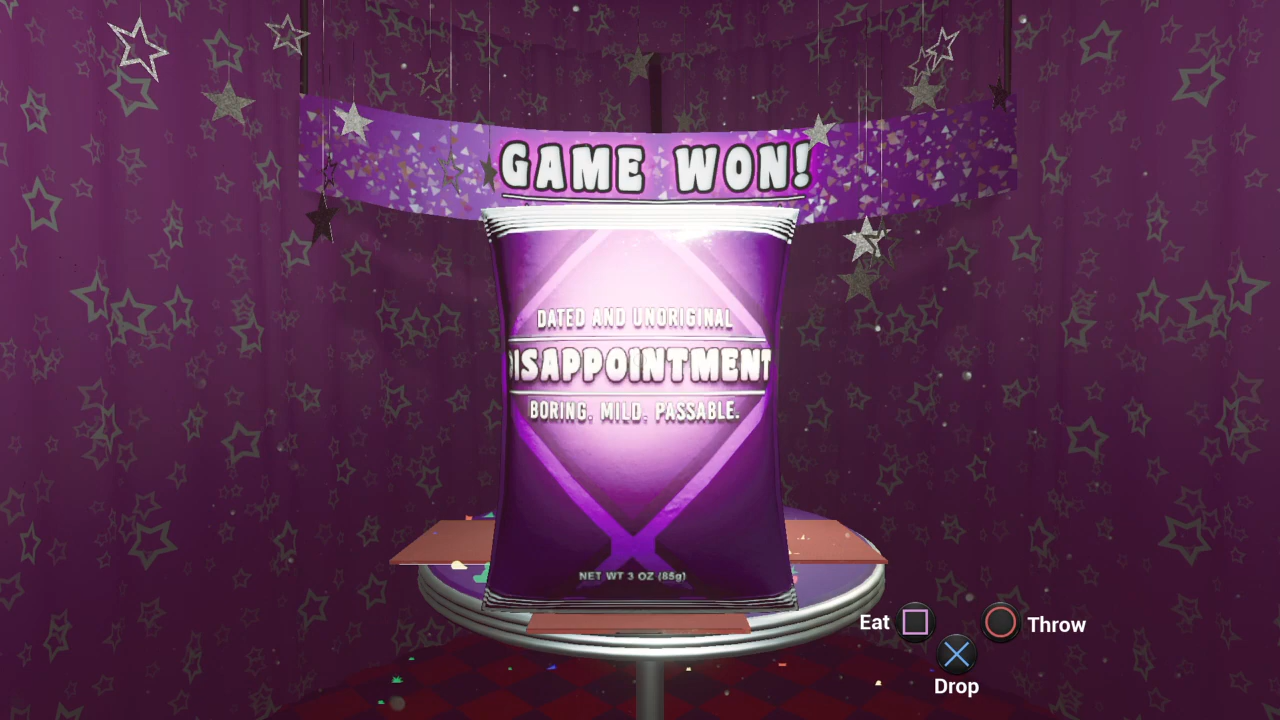 GAME WON!
DATED AND UNORIGINAL
DISAPPOINTMENT
BORING. MILD. PASSABLE.
NET WT 3 OZ (85g)
Eat
Throw
Drop